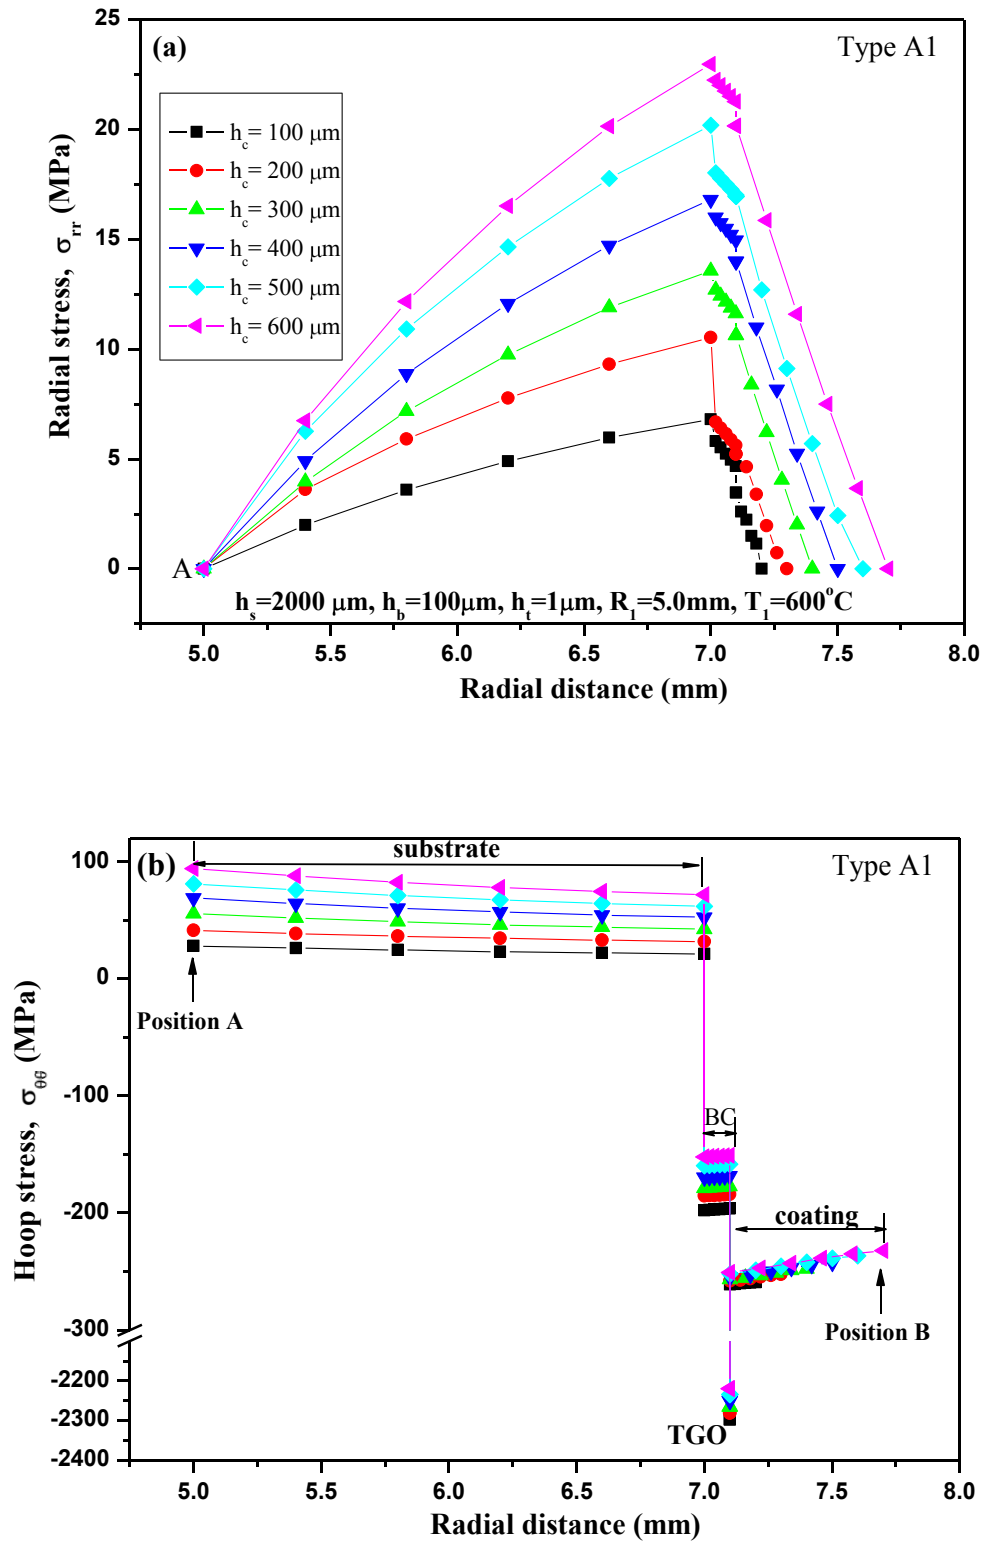 (a)
Type A1
h_c= 100 μm
h_c= 200 μm
h_c= 300 μm
h_c= 400 μm
h_c= 500 μm
h_c= 600 μm
Radial stress, σ_rr (MPa)
25
20
15
10
5
0
A
h_s=2000 μm, h_b=100μm, h_t=1μm, R_1=5.0mm, T_1=600°C
5.0 5.5 6.0 6.5 7.0 7.5 8.0
Radial distance (mm)
(b)
substrate
Type A1
Position A
BC
coating
Position B
TGO
Hoop stress, σ_θθ (MPa)
100
0
-100
-200
-300
-2200
-2300
-2400
5.0 5.5 6.0 6.5 7.0 7.5 8.0
Radial distance (mm)